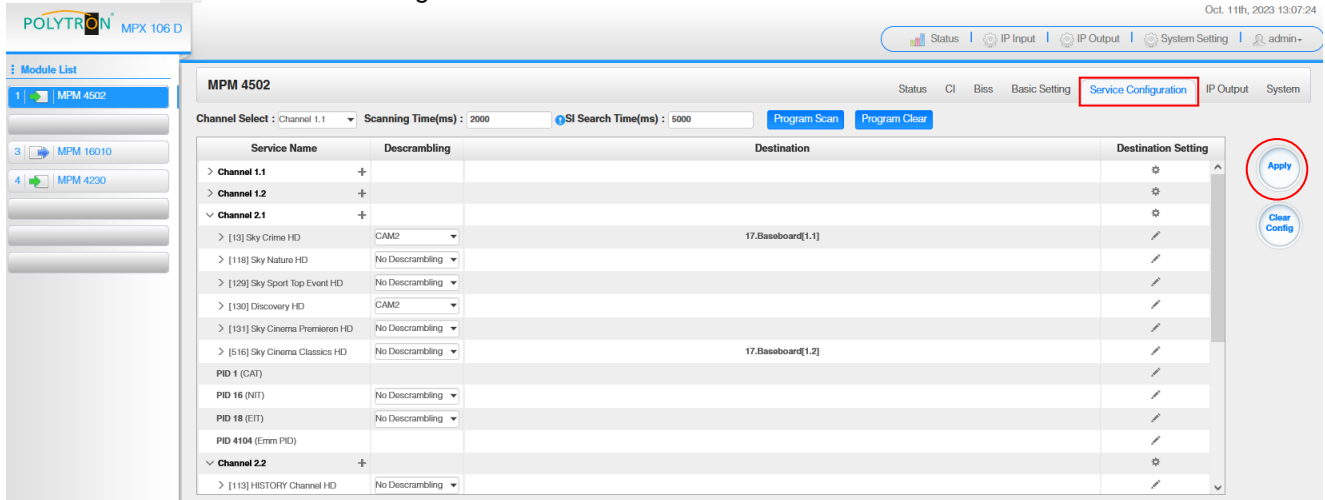 Oct. 11th, 2023 13:07:24
POLYTRON MPX 106 D
Status | IP Input | IP Output | System Setting | admin
Module List
1 | MPM 4502
3 | MPM 16010
4 | MPM 4230
MPM 4502
Status CI Biss Basic Setting Service Configuration IP Output System
Channel Select : Channel 1.1 Scanning Time(ms) : 2000 SI Search Time(ms) : 5000 Program Scan Program Clear
Service Name Descrambling Destination Destination Setting
> Channel 1.1 +
> Channel 1.2 +
Channel 2.1 +
> [13] Sky Crime HD CAM2 17.Baseboard[1.1]
> [118] Sky Nature HD No Descrambling
> [129] Sky Sport Top Event HD No Descrambling
> [130] Discovery HD CAM2
> [131] Sky Cinema Premieren HD No Descrambling
> [516] Sky Cinema Classics HD No Descrambling 17.Baseboard[1.2]
PID 1 (CAT)
PID 16 (NIT) No Descrambling
PID 18 (EIT) No Descrambling
PID 4104 (Emm PID)
Channel 2.2 +
> [113] HISTORY Channel HD No Descrambling
Apply
Clear
Config